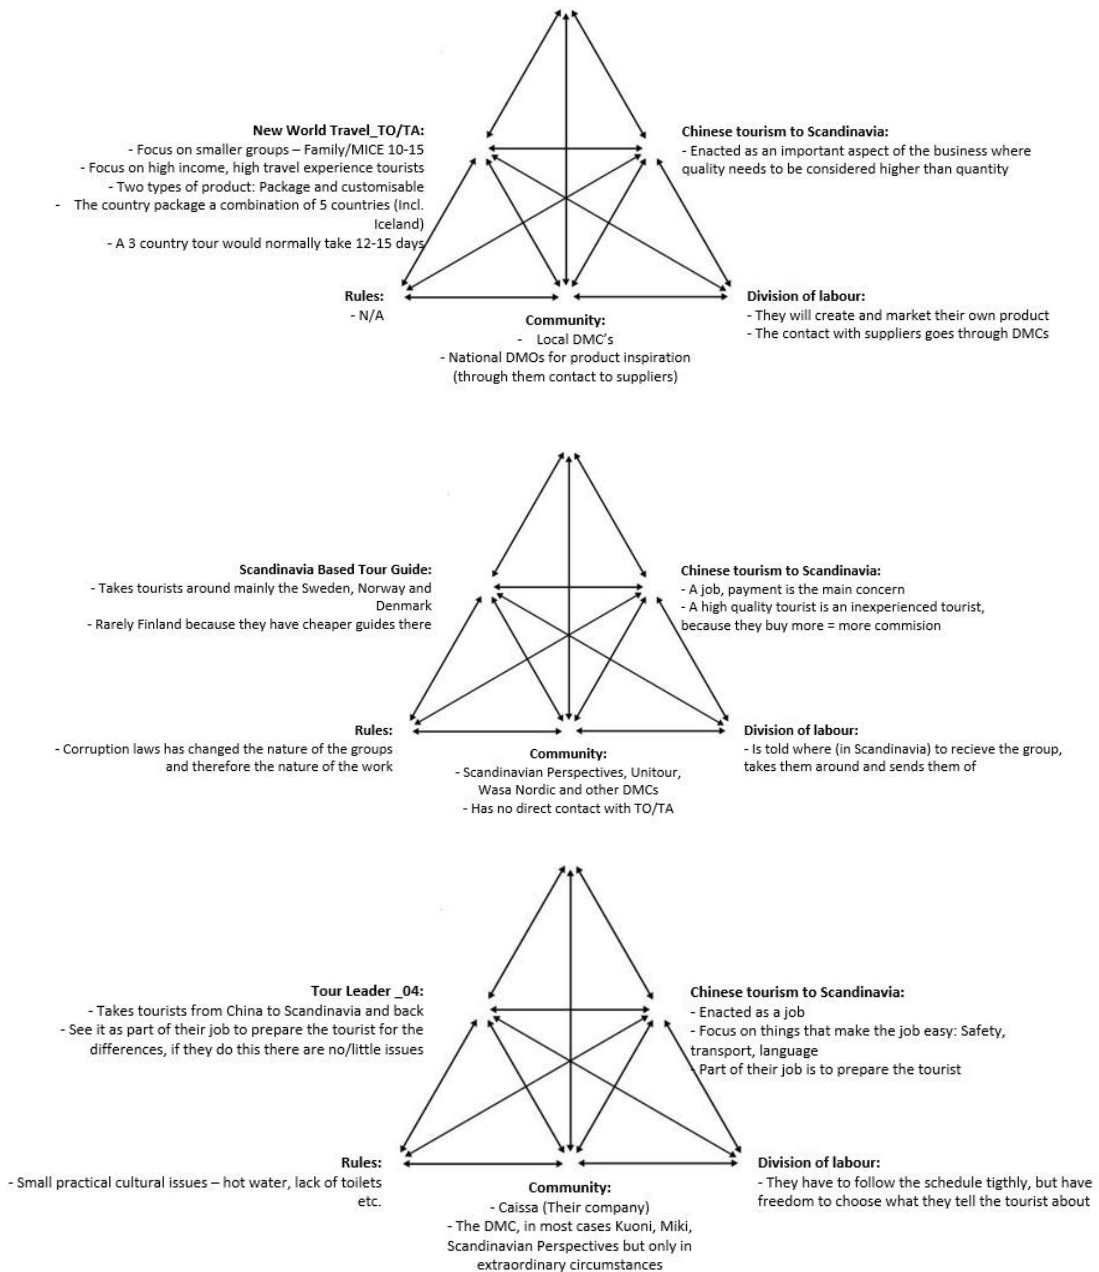 New World Travel_TO/TA:
- Focus on smaller groups – Family/MICE 10-15
- Focus on high income, high travel experience tourists
- Two types of product: Package and customisable
- The country package a combination of 5 countries (Incl.
Iceland)
- A 3 country tour would normally take 12-15 days
Chinese tourism to Scandinavia:
- Enacted as an important aspect of the business where
quality needs to be considered higher than quantity
Rules:
- N/A
Community:
- Local DMC's
- National DMOs for product inspiration
(through them contact to suppliers)
Division of labour:
- They will create and market their own product
- The contact with suppliers goes through DMCs
Scandinavia Based Tour Guide:
- Takes tourists around mainly the Sweden, Norway and
Denmark
- Rarely Finland because they have cheaper guides there
Chinese tourism to Scandinavia:
- A job, payment is the main concern
- A high quality tourist is an inexperienced tourist,
because they buy more = more commision
Rules:
- Corruption laws has changed the nature of the groups
and therefore the nature of the work
Community:
- Scandinavian Perspectives, Unitour,
Wasa Nordic and other DMCs
- Has no direct contact with TO/TA
Division of labour:
- Is told where (in Scandinavia) to recieve the group,
takes them around and sends them of
Tour Leader _04:
- Takes tourists from China to Scandinavia and back
- See it as part of their job to prepare the tourist for the
differences, if they do this there are no/little issues
Chinese tourism to Scandinavia:
- Enacted as a job
- Focus on things that make the job easy: Safety,
transport, language
- Part of their job is to prepare the tourist
Rules:
- Small practical cultural issues – hot water, lack of toilets
etc.
Community:
- Caissa (Their company)
- The DMC, in most cases Kuoni, Miki,
Scandinavian Perspectives but only in
extraordinary circumstances
Division of labour:
- They have to follow the schedule tigthly, but have
freedom to choose what they tell the tourist about